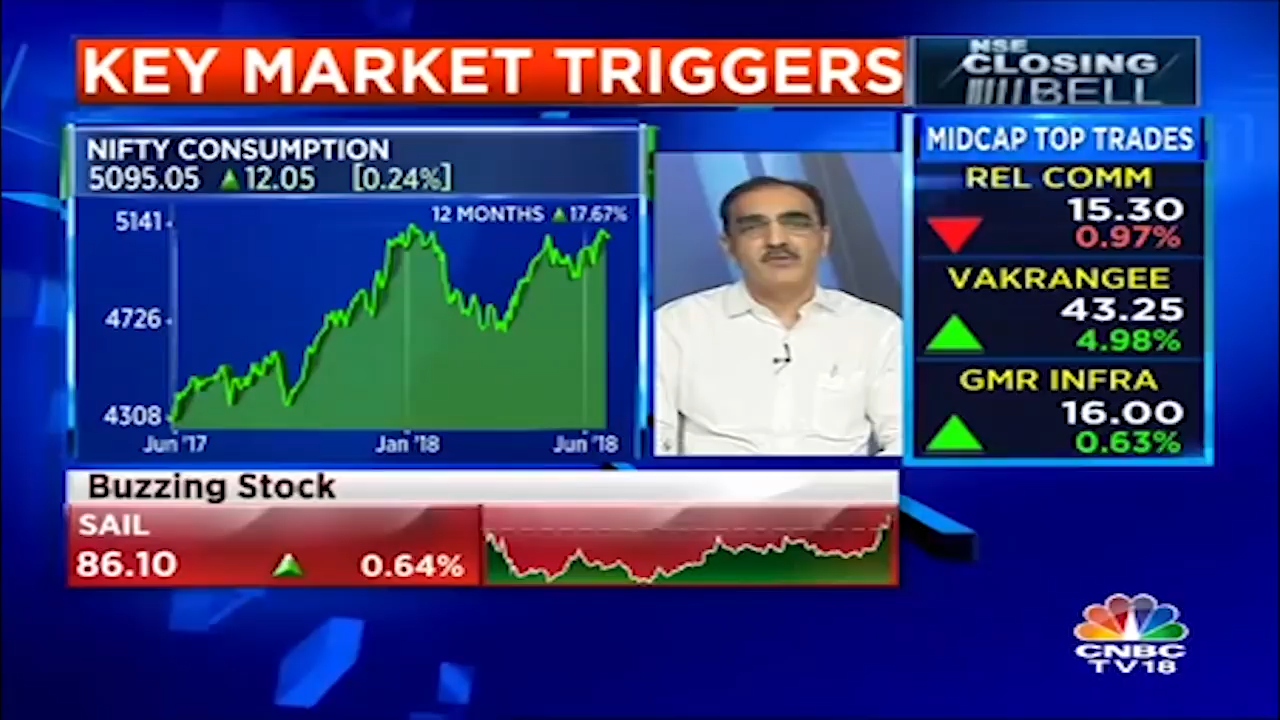 KEY MARKET TRIGGERS
NSE
CLOSING
BELL
NIFTY CONSUMPTION
5095.05 ▲ 12.05 [0.24%]
12 MONTHS ▲ 17.67%
5141
4726
4308
Jun '17 Jan '18 Jun '18
MIDCAP TOP TRADES
REL COMM
15.30
0.97%
VAKRANGEE
43.25
4.98%
GMR INFRA
16.00
0.63%
Buzzing Stock
SAIL
86.10 ▲ 0.64%
CNBC
TV18